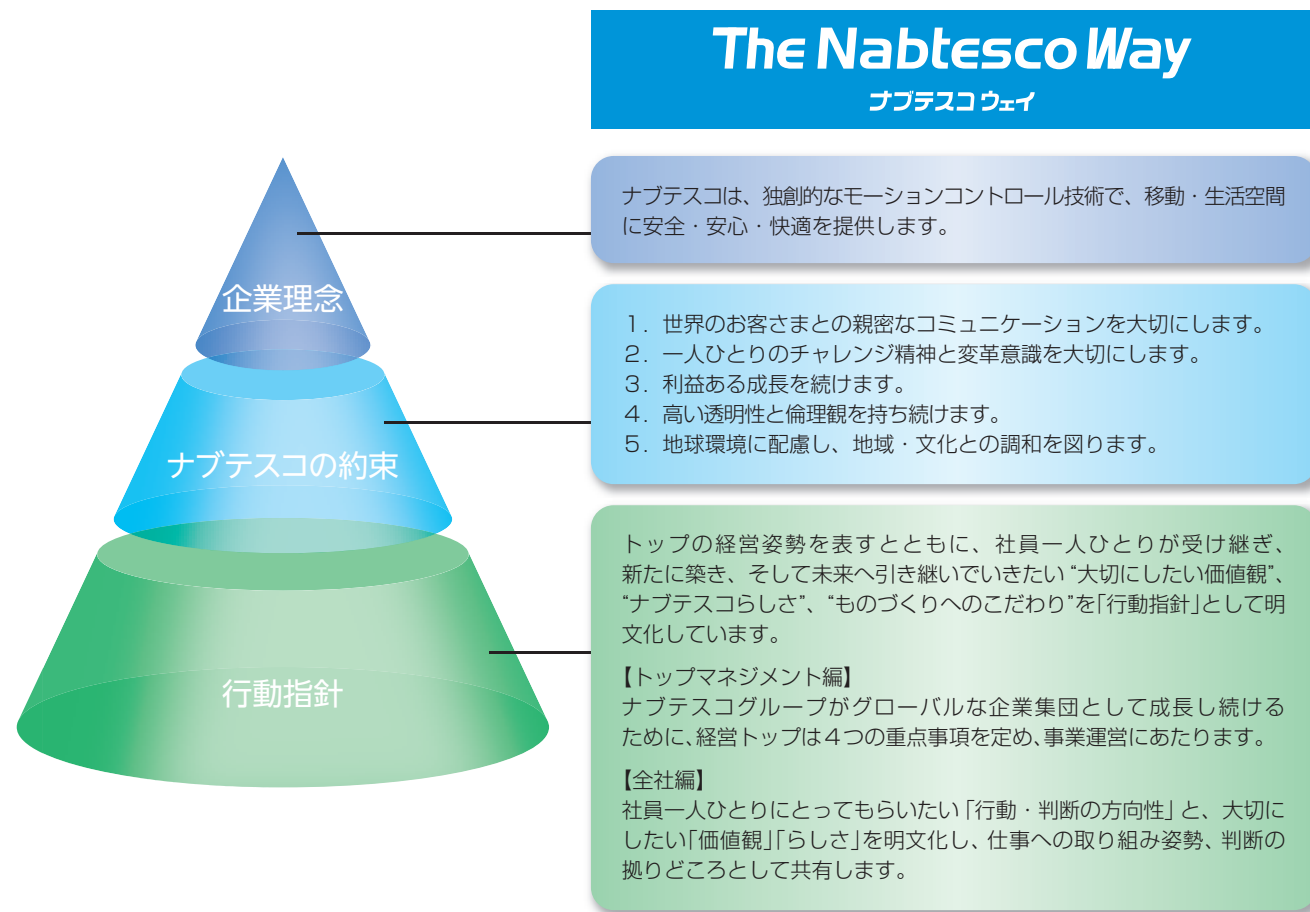 The Nabtesco Way
ナブテスコ ウェイ
企業理念
ナブテスコは、独創的なモーションコントロール技術で、移動・生活空間
に安全・安心・快適を提供します。
ナブテスコの約束
1. 世界のお客さまとの親密なコミュニケーションを大切にします。
2. 一人ひとりのチャレンジ精神と変革意識を大切にします。
3. 利益ある成長を続けます。
4. 高い透明性と倫理観を持ち続けます。
5. 地球環境に配慮し、地域・文化との調和を図ります。
行動指針
トップの経営姿勢を表すとともに、社員一人ひとりが受け継ぎ、
新たに築き、そして未来へ引き継いでいきたい“大切にしたい価値観”、
“ナブテスコらしさ”、“ものづくりへのこだわり”を「行動指針」として明
文化しています。
【トップマネジメント編】
ナブテスコグループがグローバルな企業集団として成長し続ける
ために、経営トップは4つの重点事項を定め、事業運営にあたります。
【全社編】
社員一人ひとりにとってもらいたい「行動・判断の方向性」と、大切に
したい「価値観」「らしさ」を明文化し、仕事への取り組み姿勢、判断の
拠りどころとして共有します。